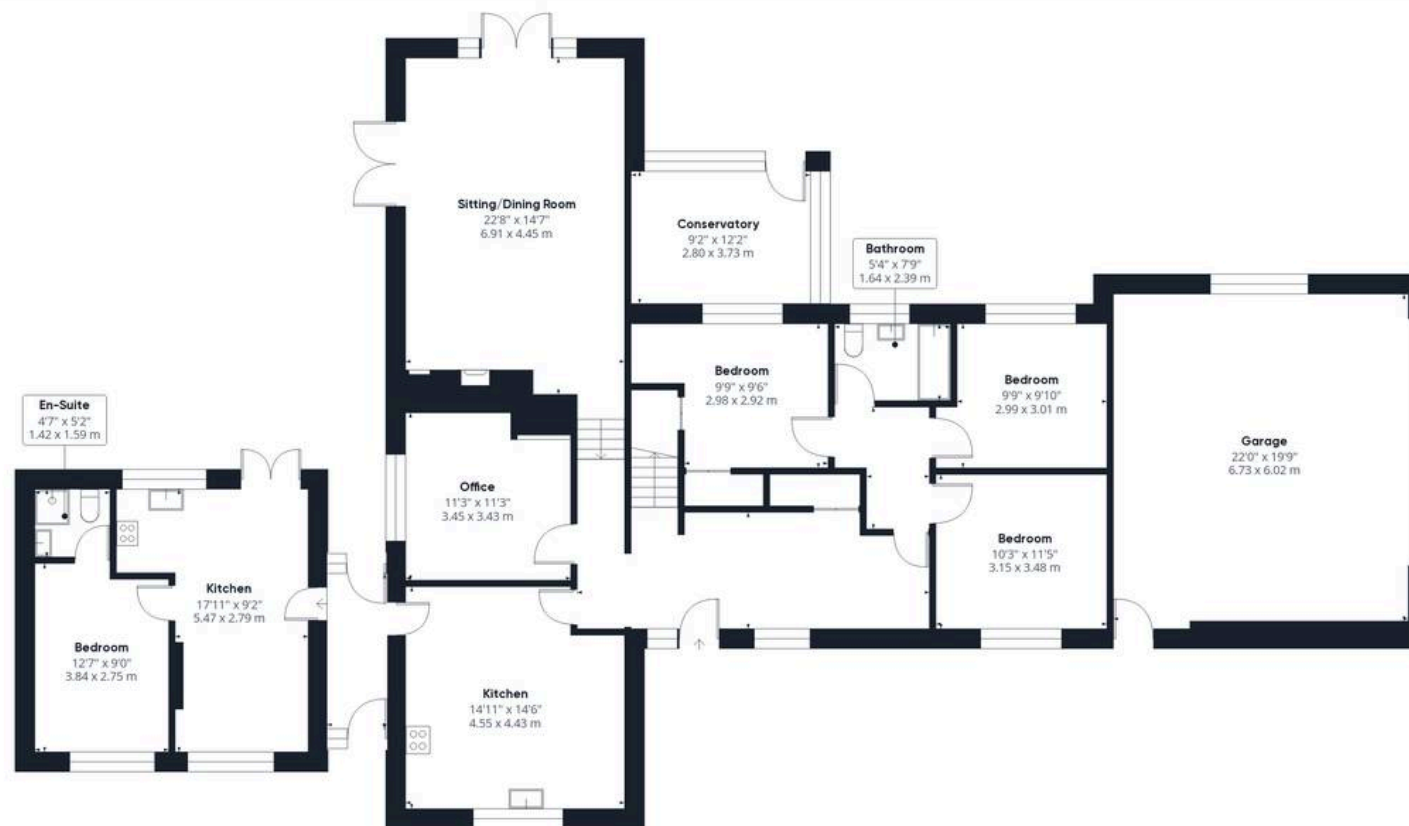 Sitting/Dining Room
22'8" x 14'7"
6.91 x 4.45 m
Conservatory
9'2" x 12'2"
2.80 x 3.73 m
Bathroom
5'4" x 7'9"
1.64 x 2.39 m
Bedroom
9'9" x 9'6"
2.98 x 2.92 m
Bedroom
9'9" x 9'10"
2.99 x 3.01 m
Garage
22'0" x 19'9"
6.73 x 6.02 m
En-Suite
4'7" x 5'2"
1.42 x 1.59 m
Office
11'3" x 11'3"
3.45 x 3.43 m
Bedroom
10'3" x 11'5"
3.15 x 3.48 m
Kitchen
17'11" x 9'2"
5.47 x 2.79 m
Bedroom
12'7" x 9'0"
3.84 x 2.75 m
Kitchen
14'11" x 14'6"
4.55 x 4.43 m